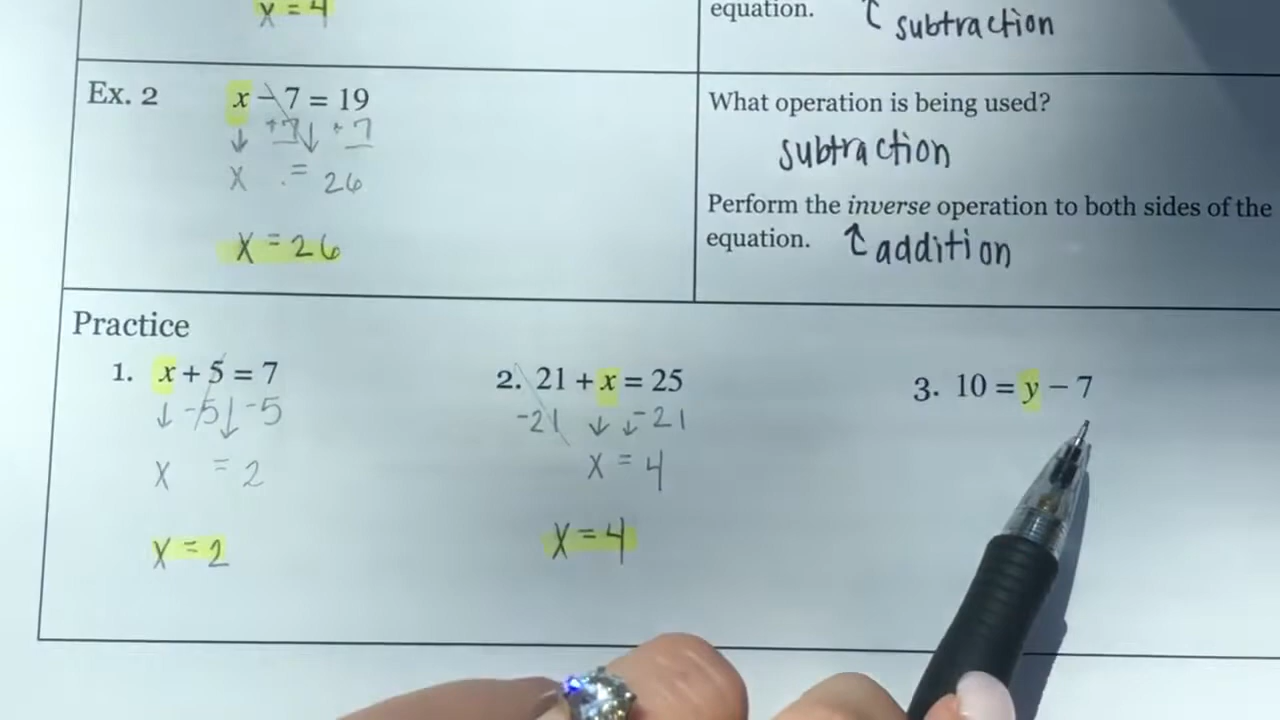 x = 4
equation. ↑ subtraction
Ex. 2 x − 7 = 19
+7↓ +7
↓
x .= 26
x = 26
What operation is being used?
subtraction
Perform the inverse operation to both sides of the
equation. ↑ addition
Practice
1. x + 5 = 7
↓ -5↓ -5
x = 2
x = 2
2. 21 + x = 25
-21 ↓ ↓ -21
x = 4
x = 4
3. 10 = y − 7